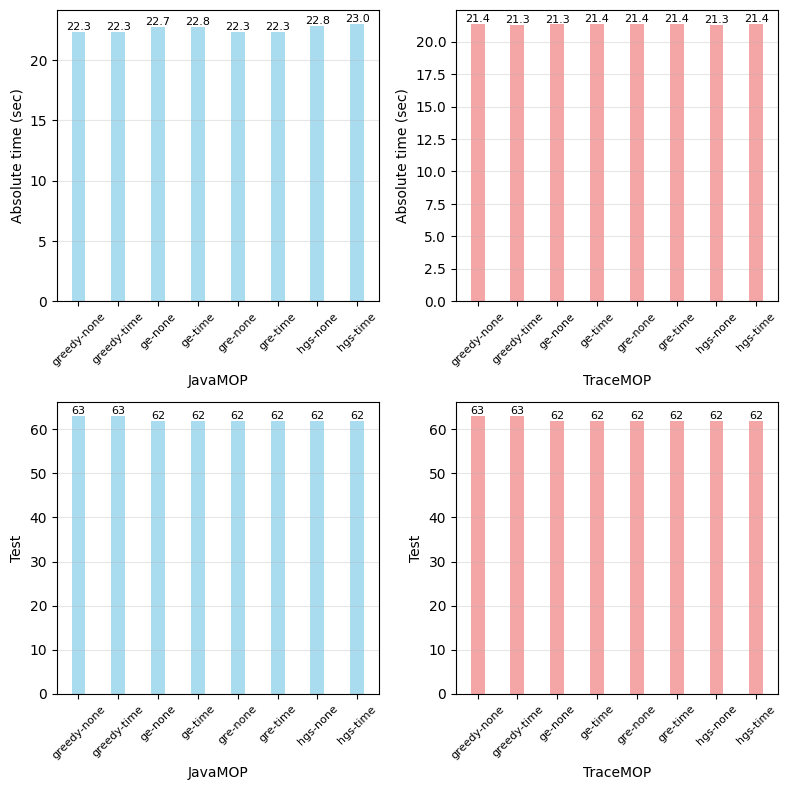 22.3 22.3 22.7 22.8 22.3 22.3 22.8 23.0
Absolute time (sec)
20
15
10
5
0
greedy-none greedy-time ge-none ge-time gre-none gre-time hgs-none hgs-time
JavaMOP
21.4 21.3 21.3 21.4 21.4 21.4 21.3 21.4
Absolute time (sec)
20.0
17.5
15.0
12.5
10.0
7.5
5.0
2.5
0.0
greedy-none greedy-time ge-none ge-time gre-none gre-time hgs-none hgs-time
TraceMOP
63 63 62 62 62 62 62 62
Test
60
50
40
30
20
10
0
greedy-none greedy-time ge-none ge-time gre-none gre-time hgs-none hgs-time
JavaMOP
63 63 62 62 62 62 62 62
Test
60
50
40
30
20
10
0
greedy-none greedy-time ge-none ge-time gre-none gre-time hgs-none hgs-time
TraceMOP